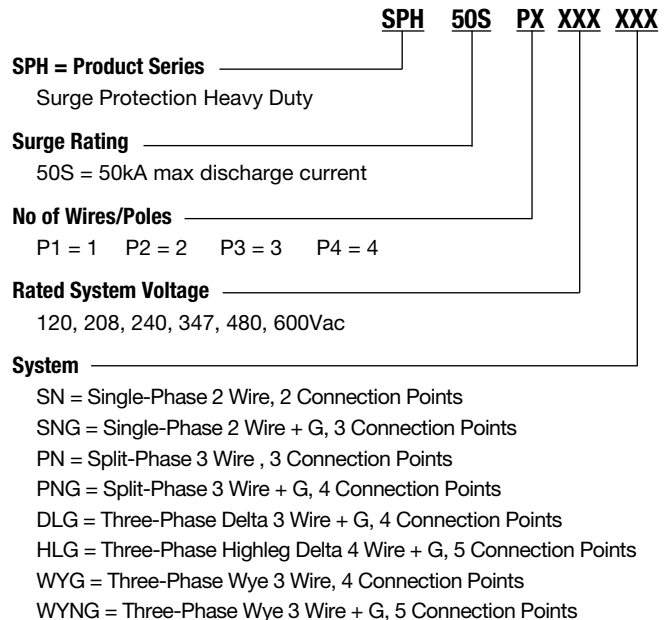 SPH 50S PX XXX XXX
SPH = Product Series
Surge Protection Heavy Duty
Surge Rating
50S = 50kA max discharge current
No of Wires/Poles
P1 = 1 P2 = 2 P3 = 3 P4 = 4
Rated System Voltage
120, 208, 240, 347, 480, 600Vac
System
SN = Single-Phase 2 Wire, 2 Connection Points
SNG = Single-Phase 2 Wire + G, 3 Connection Points
PN = Split-Phase 3 Wire , 3 Connection Points
PNG = Split-Phase 3 Wire + G, 4 Connection Points
DLG = Three-Phase Delta 3 Wire + G, 4 Connection Points
HLG = Three-Phase Highleg Delta 4 Wire + G, 5 Connection Points
WYG = Three-Phase Wye 3 Wire, 4 Connection Points
WYNG = Three-Phase Wye 3 Wire + G, 5 Connection Points